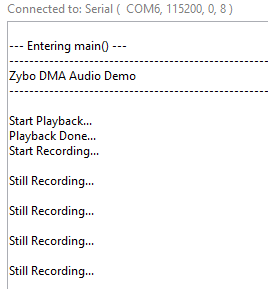 Connected to: Serial ( COM6, 115200, 0, 8 )
--- Entering main() ---
--------------------------------------------------------------
Zybo DMA Audio Demo
--------------------------------------------------------------
Start Playback...
Playback Done...
Start Recording...
Still Recording...
Still Recording...
Still Recording...
Still Recording...